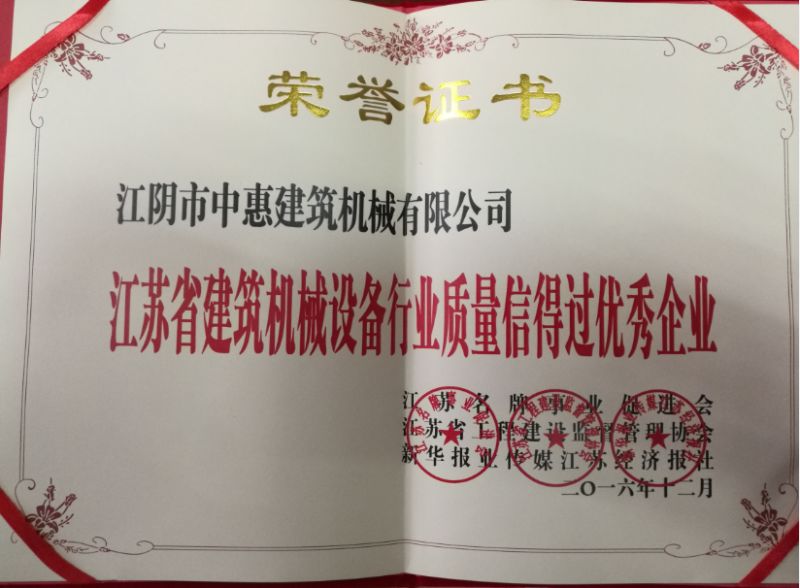 荣誉证书
江阴市中惠建筑机械有限公司
江苏省建筑机械设备行业质量信得过优秀企业
江苏名牌事业促进会
江苏省工程建设监督管理协会
新华报业传媒江苏经济报社
二〇一六年十二月